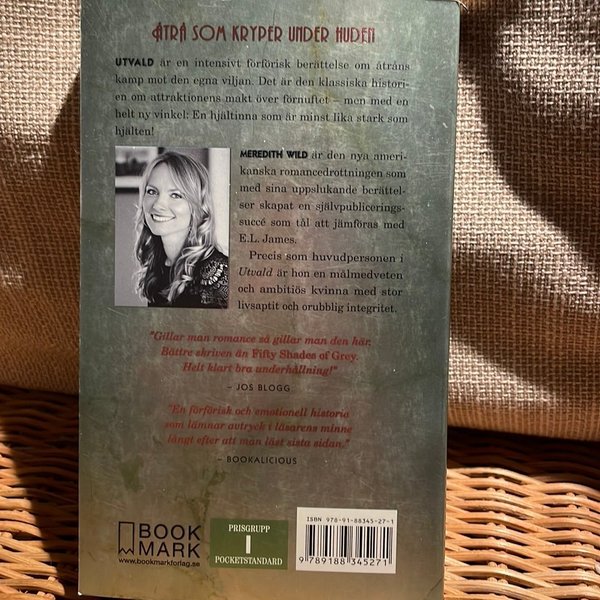 ÅTRÅ SOM KRYPER UNDER HUDEN
UTVALD är en intensivt förförisk berättelse om åtråns
kamp mot den egna viljan. Det är den klassiska histori-
en om attraktionens makt över förnuftet – men med en
helt ny vinkel: En hjältinna som är minst lika stark som
hjälten!
MEREDITH WILD är den nya ameri-
kanska romancedrottningen som
med sina uppslukande berättel-
ser skapat en självpublicerings-
succé som tål att jämföras med
E.L. James.
Precis som huvudpersonen i
Utvald är hon en målmedveten
och ambitiös kvinna med stor
livsaptit och orubblig integritet.
"Gillar man romance så gillar man den här.
Bättre skriven än Fifty Shades of Grey.
Helt klart bra underhållning!"
– JOS BLOGG
"En förförisk och emotionell historia
som lämnar avtryck i läsarens minne
långt efter att man läst sista sidan."
– BOOKALICIOUS
BOOK
MARK
www.bookmarkforlag.se
PRISGRUPP
I
POCKETSTANDARD
ISBN 978-91-88345-27-1
9 789188 345271